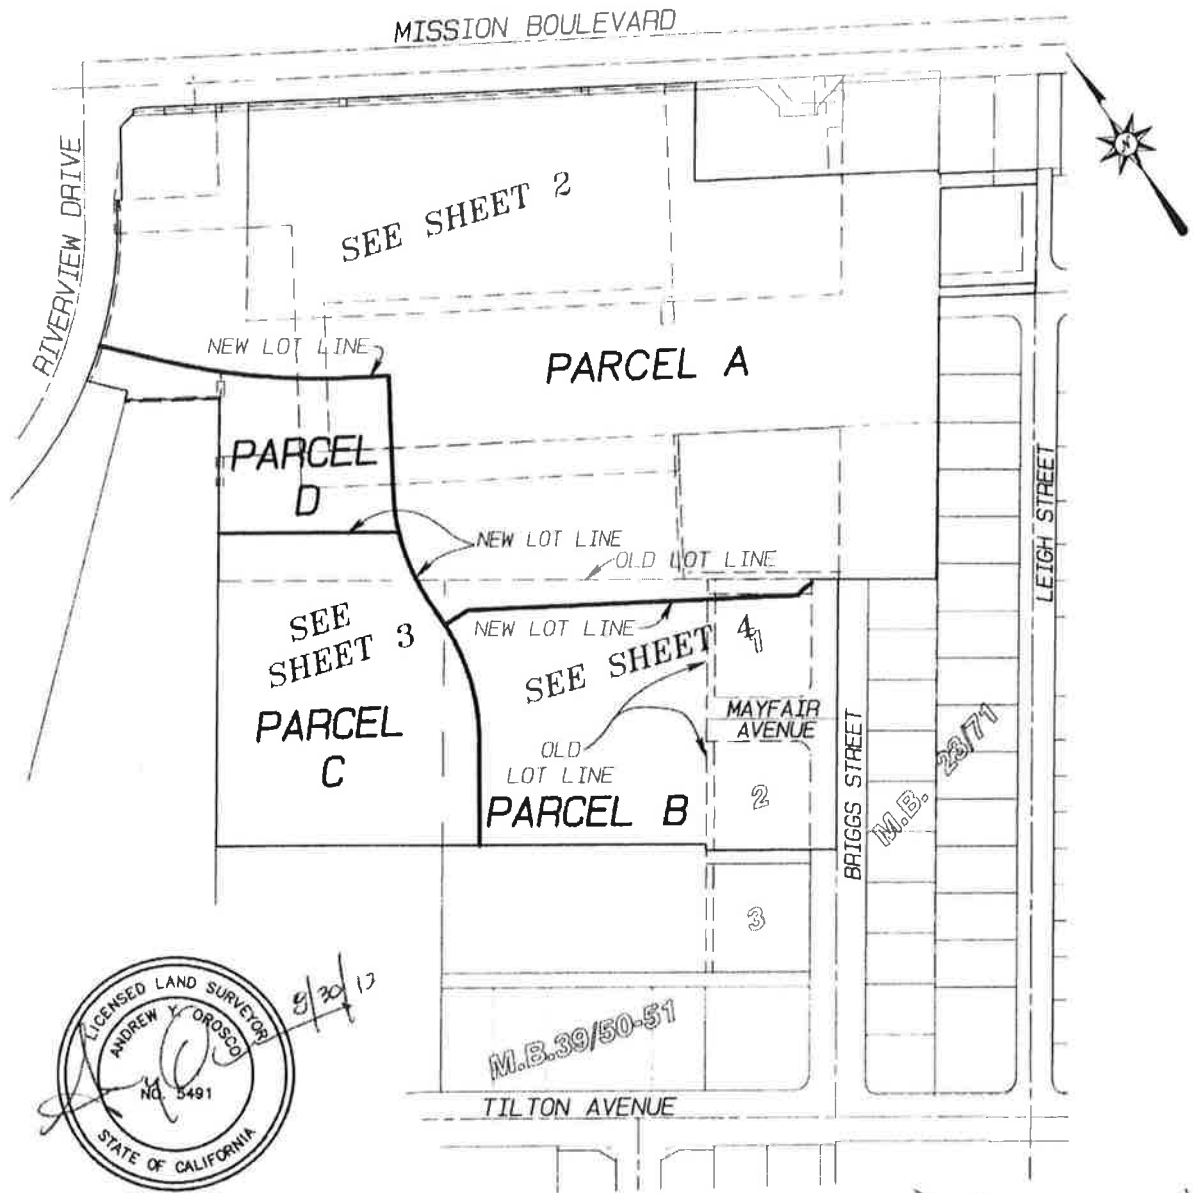 MISSION BOULEVARD
RIVERVIEW DRIVE
N
SEE SHEET 2
NEW LOT LINE
PARCEL A
PARCEL
D
NEW LOT LINE
OLD LOT LINE
LEIGH STREET
SEE
SHEET 3
NEW LOT LINE
SEE SHEET 4
1
PARCEL
C
MAYFAIR
AVENUE
OLD
LOT LINE
PARCEL B
2
BRIGGS STREET
M.B. 23/71
3
LICENSED LAND SURVEYOR
ANDREW Y. OROSCO
NO. 5491
STATE OF CALIFORNIA
M.B.39/50-51
TILTON AVENUE